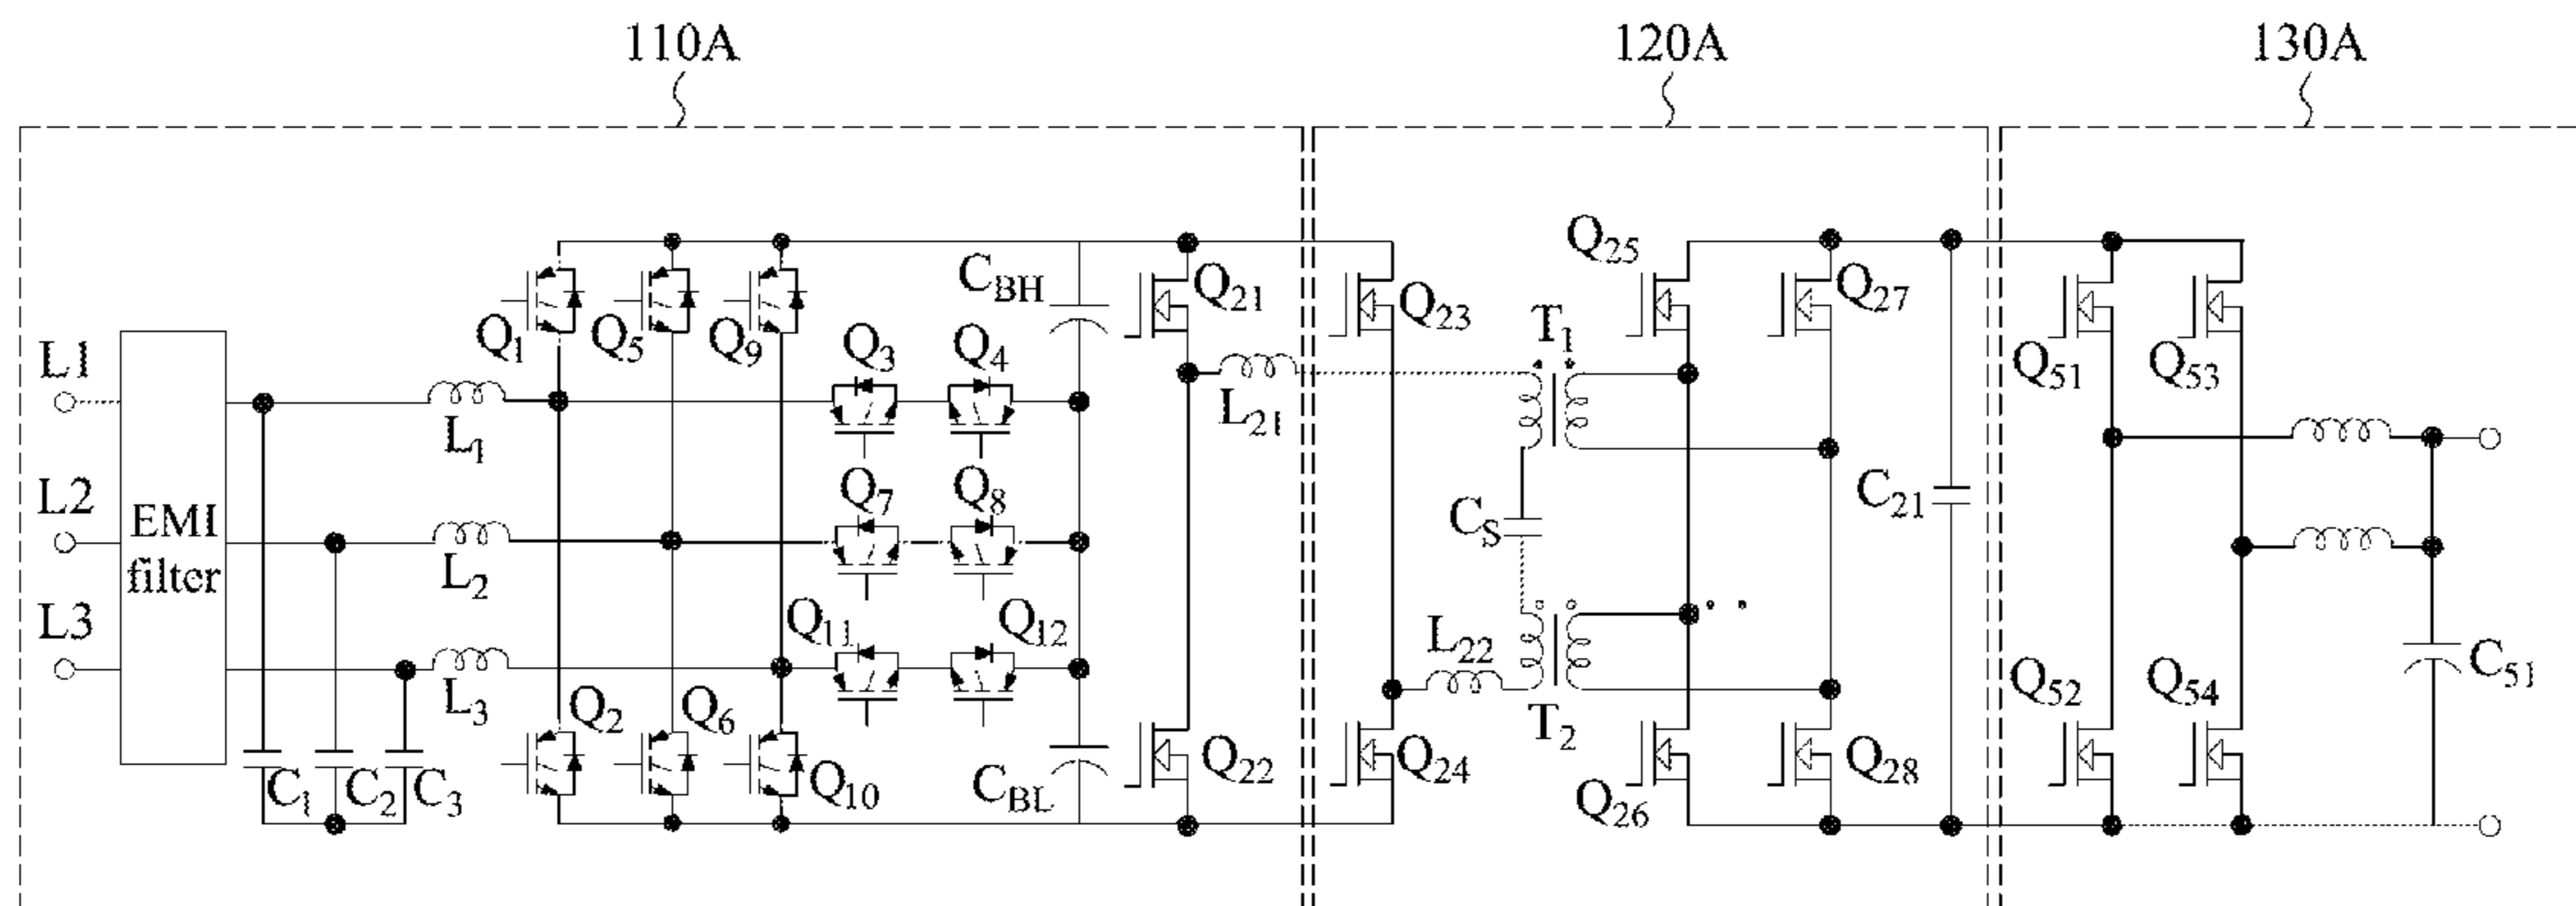 110A
120A
130A
L1
L2
L3
EMI
filter
C1
C2
C3
L1
L2
L3
Q1
Q5
Q9
Q2
Q6
Q10
Q3
Q4
Q7
Q8
Q11
Q12
CBH
CBL
Q21
Q22
L21
Q23
Q24
L22
T1
CS
T2
Q25
Q27
Q26
Q28
C21
Q51
Q53
Q52
Q54
C51